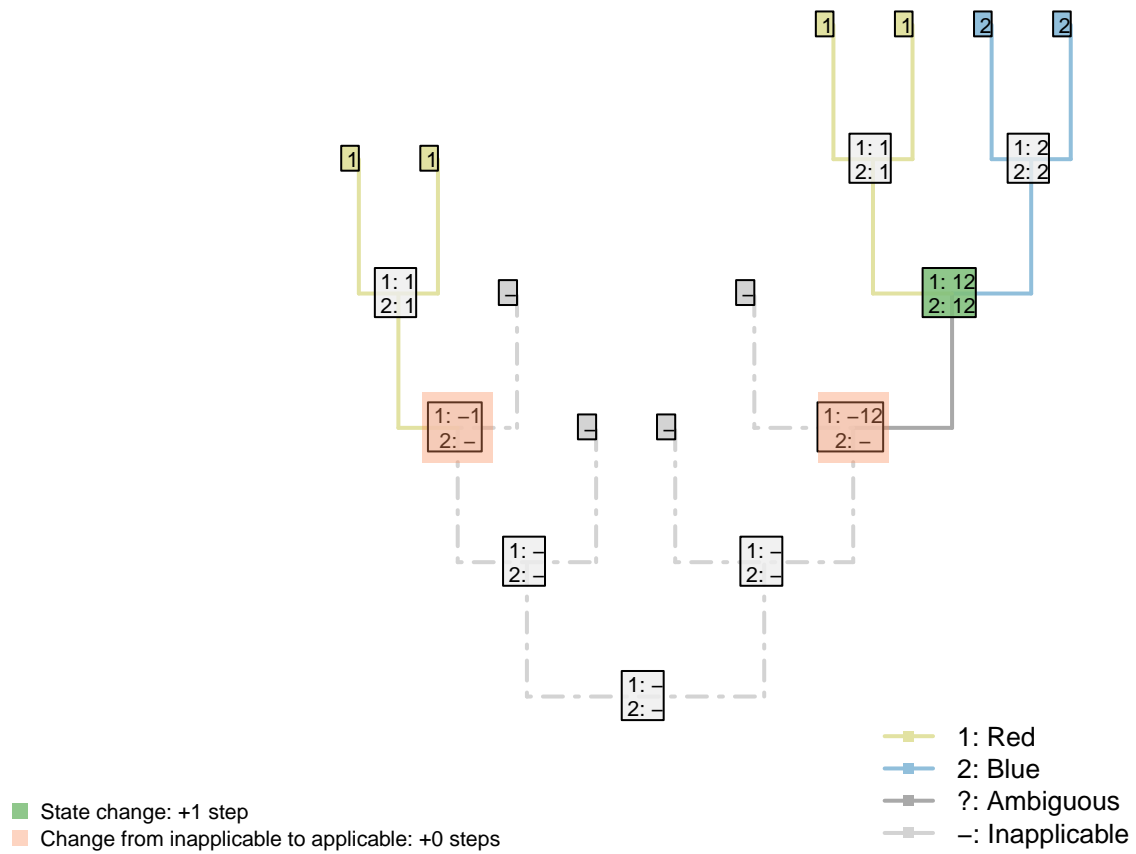 1 1 2 2
1: 1 1: 2
2: 1 2: 2
1 1
1: 1 1: 12
2: 1 2: 12
– –
1: –1 1: –12
2: – 2: –
– –
1: – 1: –
2: – 2: –
1: –
2: –
1: Red
2: Blue
?: Ambiguous
–: Inapplicable
State change: +1 step
Change from inapplicable to applicable: +0 steps